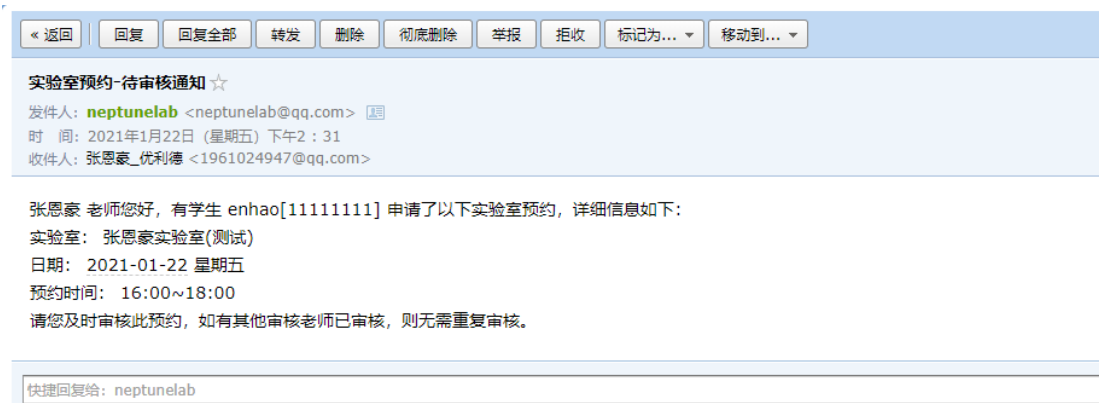 « 返回 回复 回复全部 转发 删除 彻底删除 举报 拒收 标记为... 移动到...
实验室预约-待审核通知
发件人: neptunelab <neptunelab@qq.com>
时 间: 2021年1月22日 (星期五) 下午2 : 31
收件人: 张恩豪_优利德 <1961024947@qq.com>
张恩豪 老师您好，有学生 enhao[11111111] 申请了以下实验室预约，详细信息如下:
实验室： 张恩豪实验室(测试)
日期： 2021-01-22 星期五
预约时间： 16:00~18:00
请您及时审核此预约，如有其他审核老师已审核，则无需重复审核。
快捷回复给：neptunelab